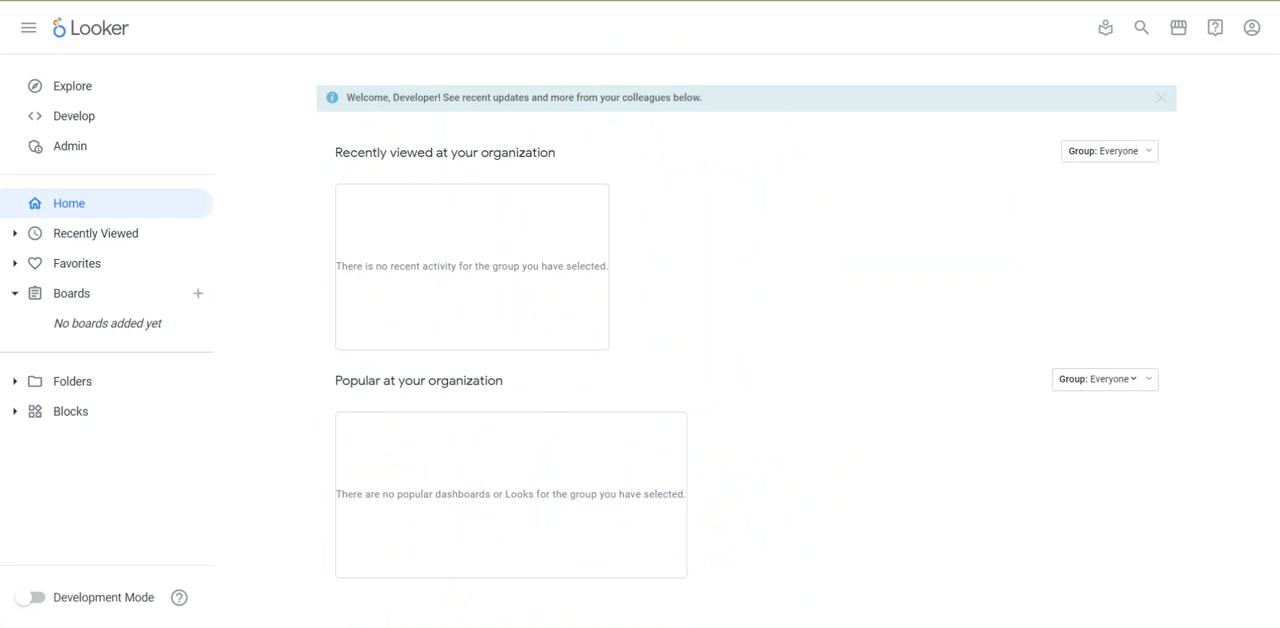 Looker
Explore
Develop
Admin
Home
Recently Viewed
Favorites
Boards
No boards added yet
Folders
Blocks
Development Mode
Welcome, Developer! See recent updates and more from your colleagues below.
Recently viewed at your organization
Group: Everyone
There is no recent activity for the group you have selected.
Popular at your organization
Group: Everyone
There are no popular dashboards or Looks for the group you have selected.